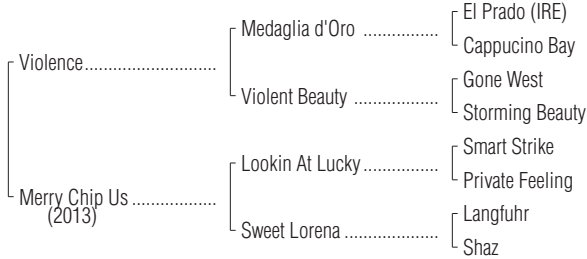 El Prado (IRE)
Medaglia d'Oro ..................
Cappucino Bay
Violence...............................
Gone West
Violent Beauty ....................
Storming Beauty
Smart Strike
Lookin At Lucky ..................
Private Feeling
Merry Chip Us ....................
(2013)
Langfuhr
Sweet Lorena ......................
Shaz